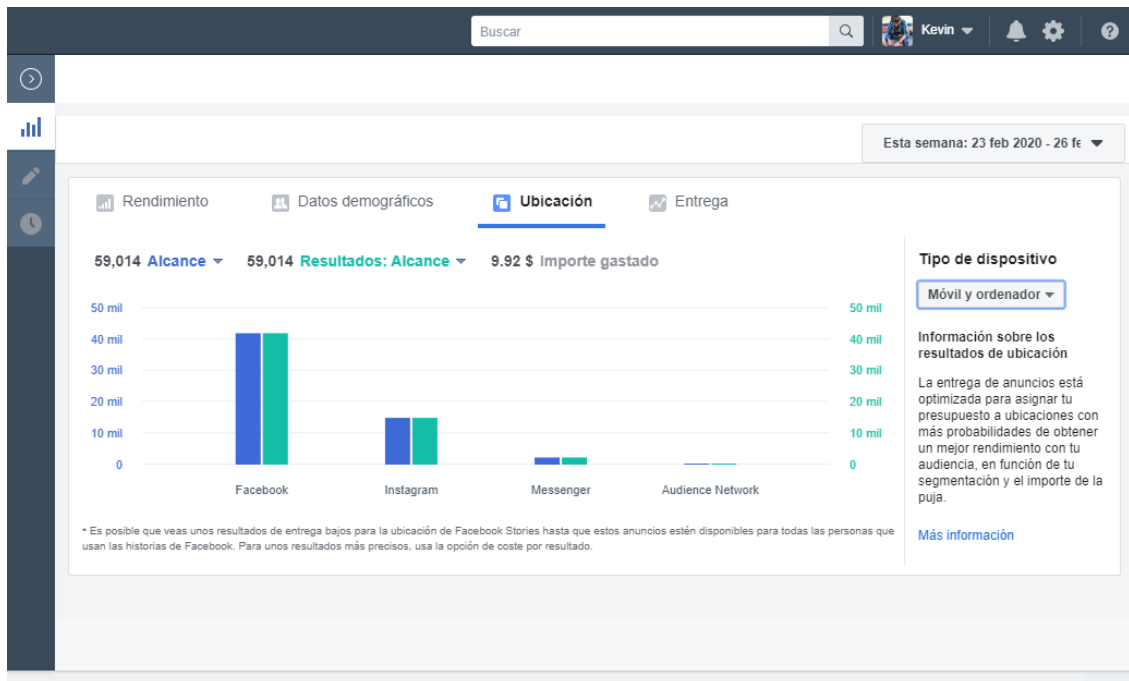 Buscar
Kevin
Esta semana: 23 feb 2020 - 26 fe
Rendimiento
Datos demográficos
Ubicación
Entrega
59,014 Alcance
59,014 Resultados: Alcance
9.92 $ Importe gastado
50 mil
40 mil
30 mil
20 mil
10 mil
0
50 mil
40 mil
30 mil
20 mil
10 mil
0
Facebook
Instagram
Messenger
Audience Network
* Es posible que veas unos resultados de entrega bajos para la ubicación de Facebook Stories hasta que estos anuncios estén disponibles para todas las personas que
usan las historias de Facebook. Para unos resultados más precisos, usa la opción de coste por resultado.
Tipo de dispositivo
Móvil y ordenador
Información sobre los
resultados de ubicación
La entrega de anuncios está
optimizada para asignar tu
presupuesto a ubicaciones con
más probabilidades de obtener
un mejor rendimiento con tu
audiencia, en función de tu
segmentación y el importe de la
puja.
Más información